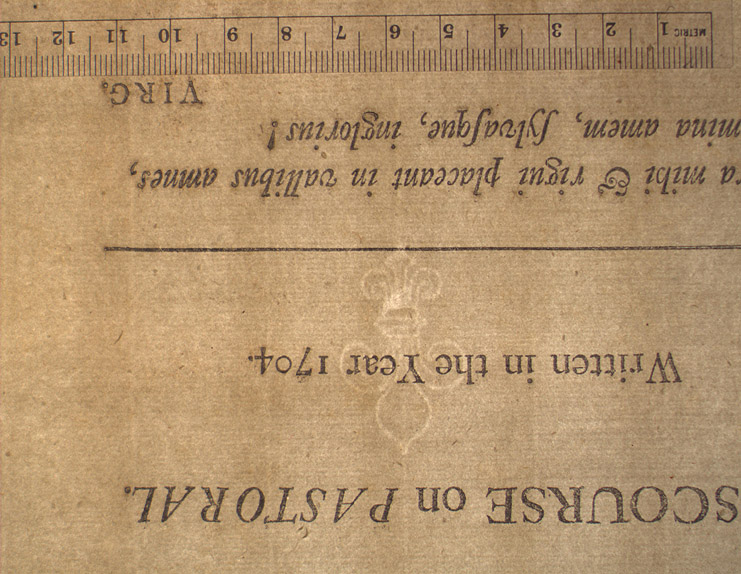 SCOURSE on PASTORAL.
Written in the Year 1704.
ra mihi & rigui placeant in vallibus amnes,
mina amem, ſylvaſque, inglorius!
VIRG.
METRIC 1 2 3 4 5 6 7 8 9 10 11 12 13